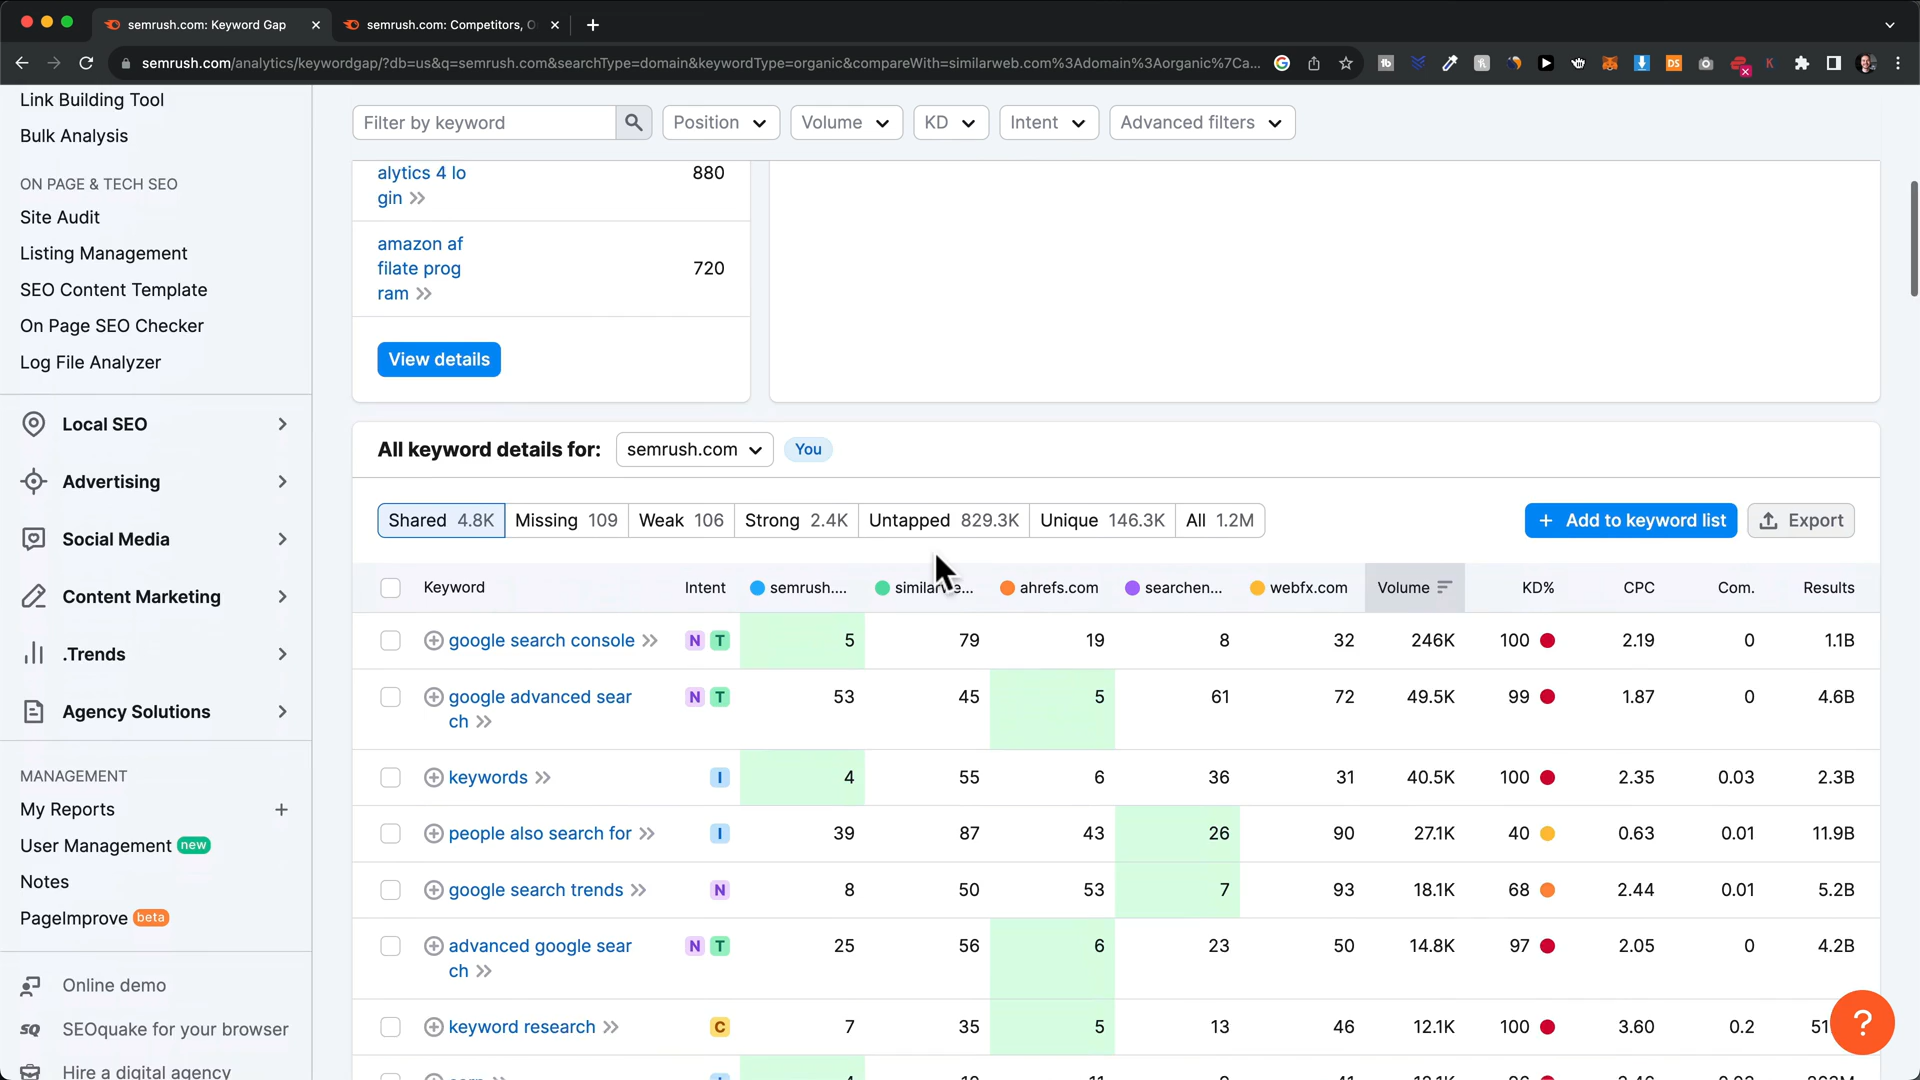 semrush.com: Keyword Gap
semrush.com: Competitors, O
semrush.com/analytics/keywordgap/?db=us&q=semrush.com&searchType=domain&keywordType=organic&compareWith=similarweb.com%3Adomain%3Aorganic%7Ca...
Link Building Tool
Bulk Analysis
ON PAGE & TECH SEO
Site Audit
Listing Management
SEO Content Template
On Page SEO Checker
Log File Analyzer
Local SEO
Advertising
Social Media
Content Marketing
.Trends
Agency Solutions
MANAGEMENT
My Reports +
User Management new
Notes
PageImprove beta
Online demo
SEOquake for your browser
Hire a digital agency
Filter by keyword Position Volume KD Intent Advanced filters
alytics 4 lo
gin 880
amazon af
filate prog
ram 720
View details
All keyword details for: semrush.com You
Shared 4.8K Missing 109 Weak 106 Strong 2.4K Untapped 829.3K Unique 146.3K All 1.2M + Add to keyword list Export
Keyword Intent semrush.... ahrefs.com searchen... webfx.com Volume KD% CPC Com. Results
google search console N T 5 79 19 8 32 246K 100 2.19 0 1.1B
google advanced sear
ch N T 53 45 5 61 72 49.5K 99 1.87 0 4.6B
keywords I 4 55 6 36 31 40.5K 100 2.35 0.03 2.3B
people also search for I 39 87 43 26 90 27.1K 40 0.63 0.01 11.9B
google search trends N 8 50 53 7 93 18.1K 68 2.44 0.01 5.2B
advanced google sear
ch N T 25 56 6 23 50 14.8K 97 2.05 0 4.2B
keyword research C 7 35 5 13 46 12.1K 100 3.60 0.2 51
?